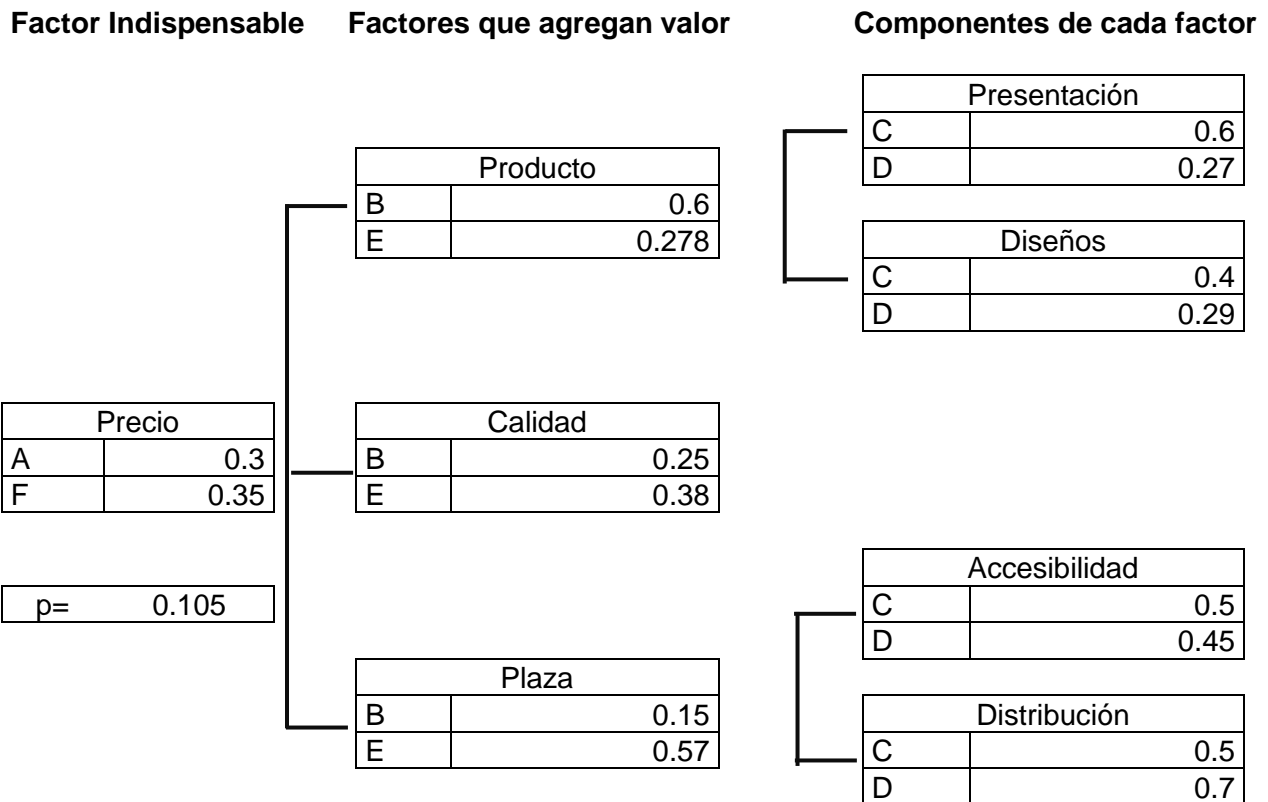 Factor Indispensable Factores que agregan valor Componentes de cada factor
Presentación
C 0.6
D 0.27
Producto
B 0.6
E 0.278
Diseños
C 0.4
D 0.29
Precio
A 0.3
F 0.35
Calidad
B 0.25
E 0.38
p= 0.105
Accesibilidad
C 0.5
D 0.45
Plaza
B 0.15
E 0.57
Distribución
C 0.5
D 0.7